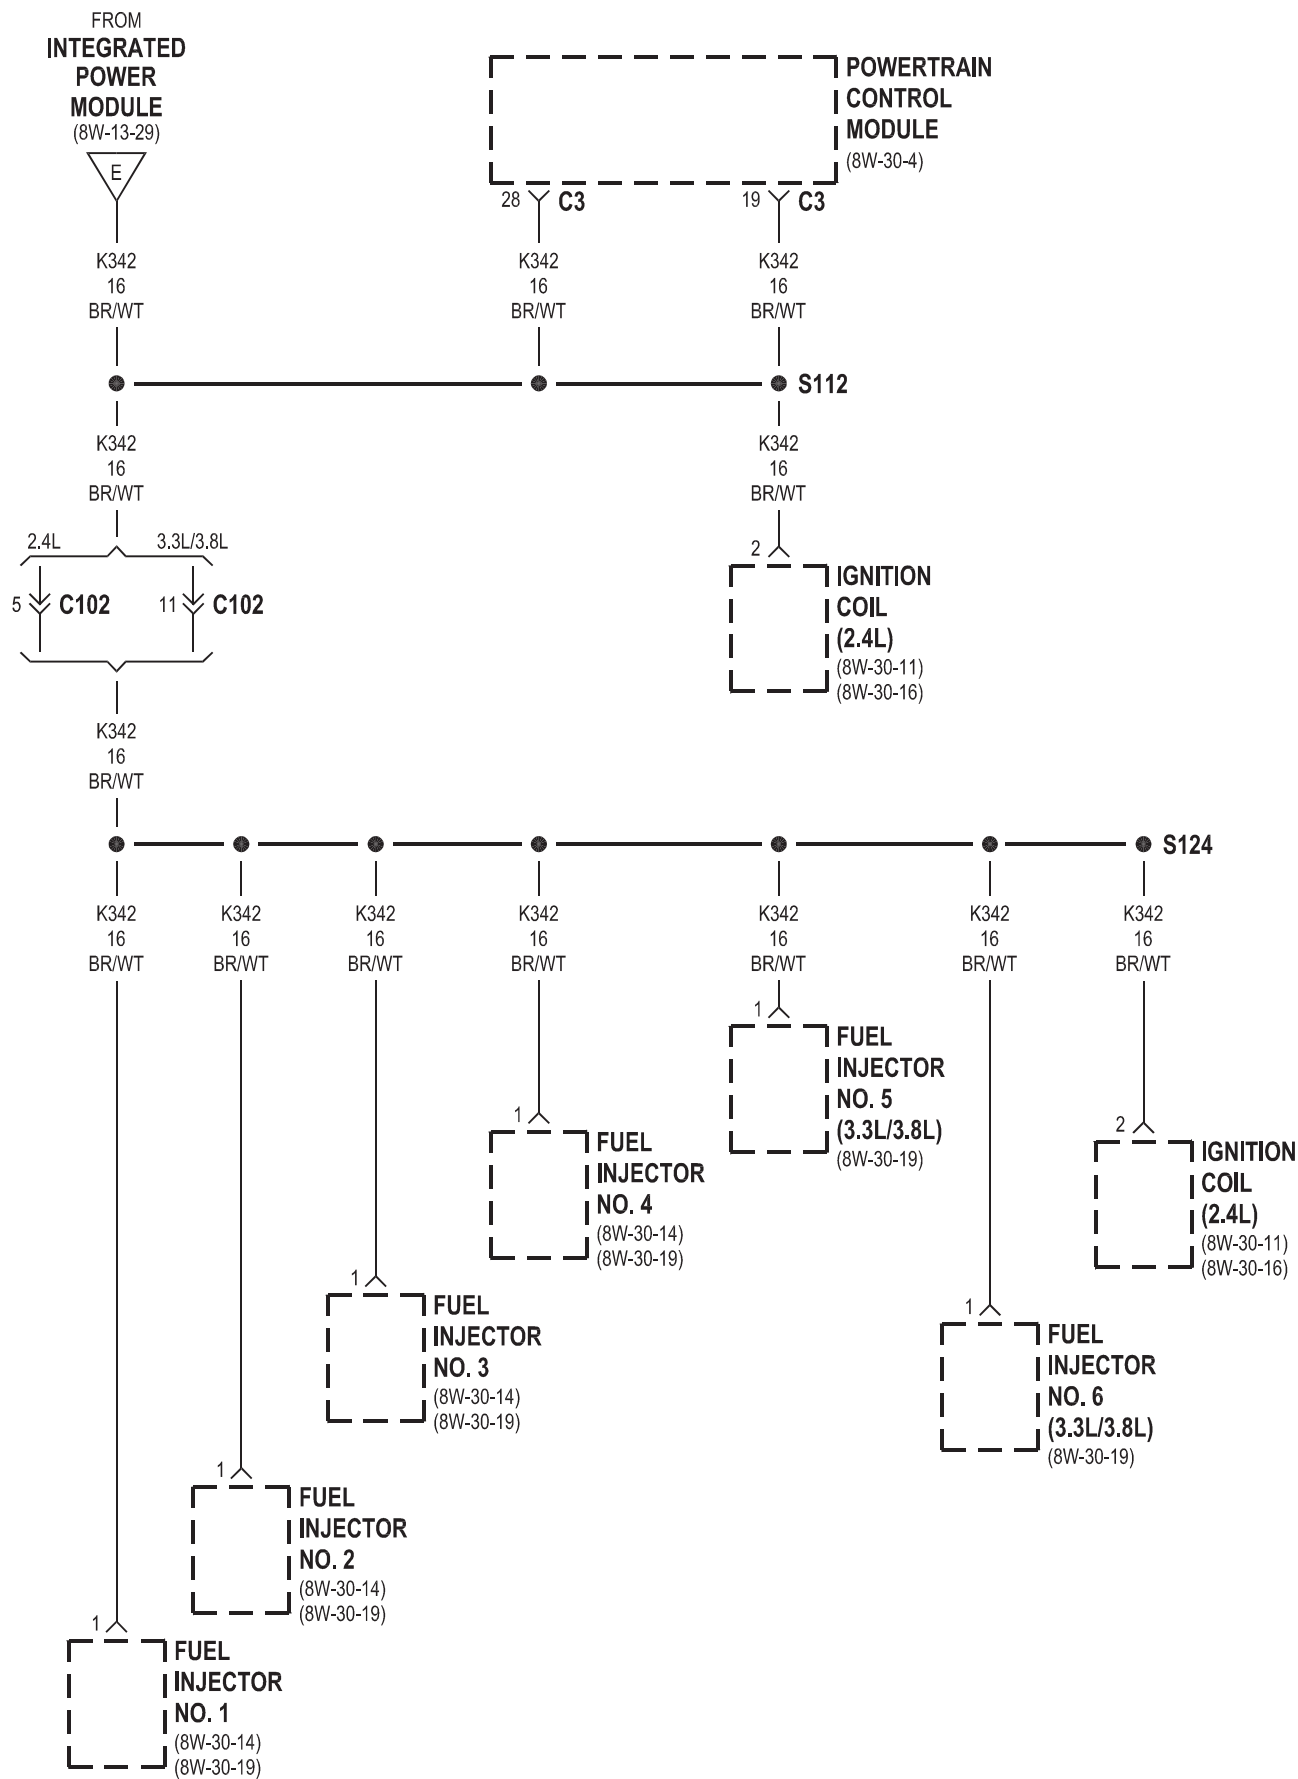 FROM
INTEGRATED
POWER
MODULE
(8W-13-29)
E
POWERTRAIN
CONTROL
MODULE
(8W-30-4)
28 C3
19 C3
K342
16
BR/WT
K342
16
BR/WT
K342
16
BR/WT
S112
K342
16
BR/WT
K342
16
BR/WT
2.4L
3.3L/3.8L
5 C102
11 C102
2
IGNITION
COIL
(2.4L)
(8W-30-11)
(8W-30-16)
K342
16
BR/WT
S124
K342
16
BR/WT
K342
16
BR/WT
K342
16
BR/WT
K342
16
BR/WT
K342
16
BR/WT
K342
16
BR/WT
K342
16
BR/WT
1
FUEL
INJECTOR
NO. 5
(3.3L/3.8L)
(8W-30-19)
1
FUEL
INJECTOR
NO. 4
(8W-30-14)
(8W-30-19)
2
IGNITION
COIL
(2.4L)
(8W-30-11)
(8W-30-16)
1
FUEL
INJECTOR
NO. 3
(8W-30-14)
(8W-30-19)
1
FUEL
INJECTOR
NO. 6
(3.3L/3.8L)
(8W-30-19)
1
FUEL
INJECTOR
NO. 2
(8W-30-14)
(8W-30-19)
1
FUEL
INJECTOR
NO. 1
(8W-30-14)
(8W-30-19)